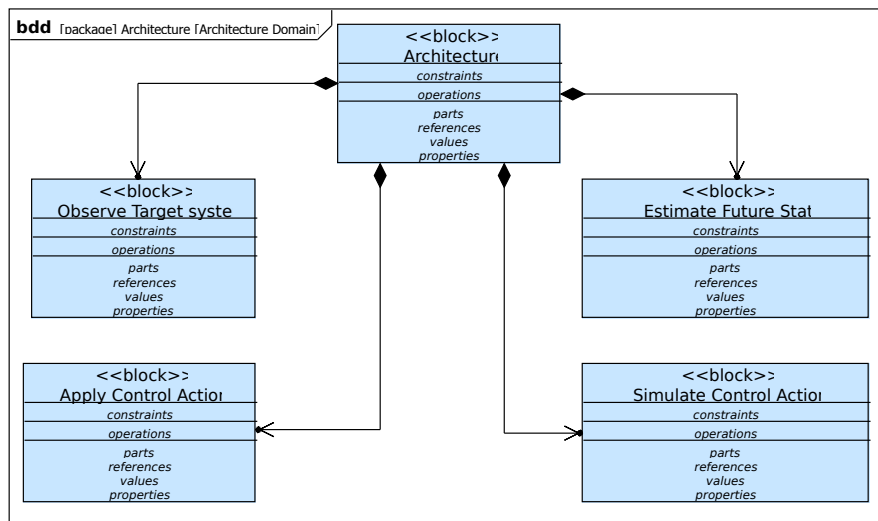 bdd [package] Architecture [Architecture Domain]
<<block>>
Architecture
constraints
operations
parts
references
values
properties
<<block>>
Observe Target syste
constraints
operations
parts
references
values
properties
<<block>>
Estimate Future Stat
constraints
operations
parts
references
values
properties
<<block>>
Apply Control Action
constraints
operations
parts
references
values
properties
<<block>>
Simulate Control Action
constraints
operations
parts
references
values
properties